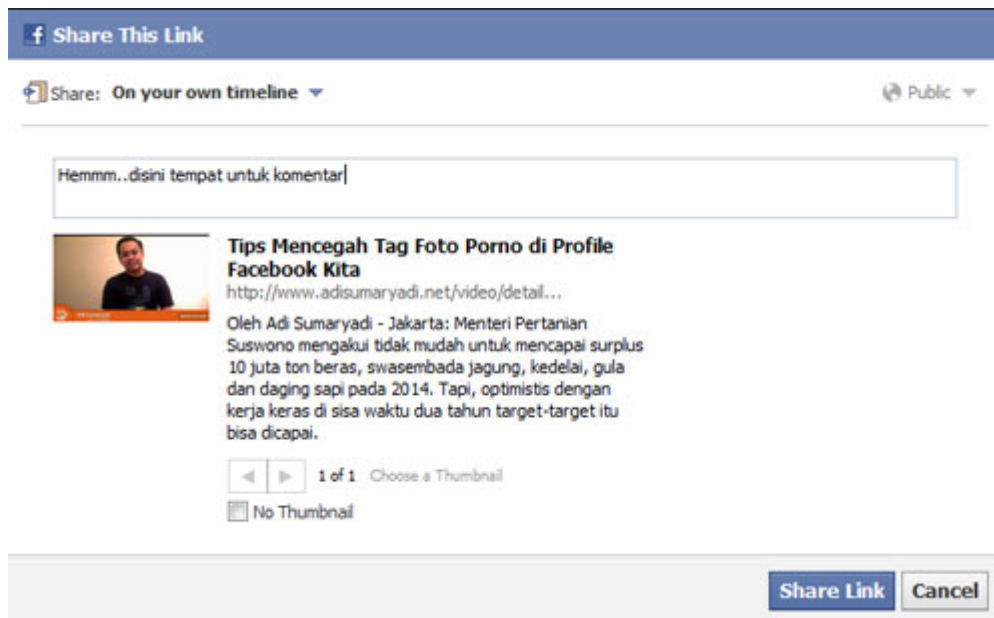 f Share This Link
Share: On your own timeline
Public
Hemmm..disini tempat untuk komentar
Tips Mencegah Tag Foto Porno di Profile
Facebook Kita
http://www.adisumaryadi.net/video/detail...
Oleh Adi Sumaryadi - Jakarta: Menteri Pertanian
Suswono mengakui tidak mudah untuk mencapai surplus
10 juta ton beras, swasembada jagung, kedelai, gula
dan daging sapi pada 2014. Tapi, optimistis dengan
kerja keras di sisa waktu dua tahun target-target itu
bisa dicapai.
1 of 1 Choose a Thumbnail
No Thumbnail
Share Link Cancel